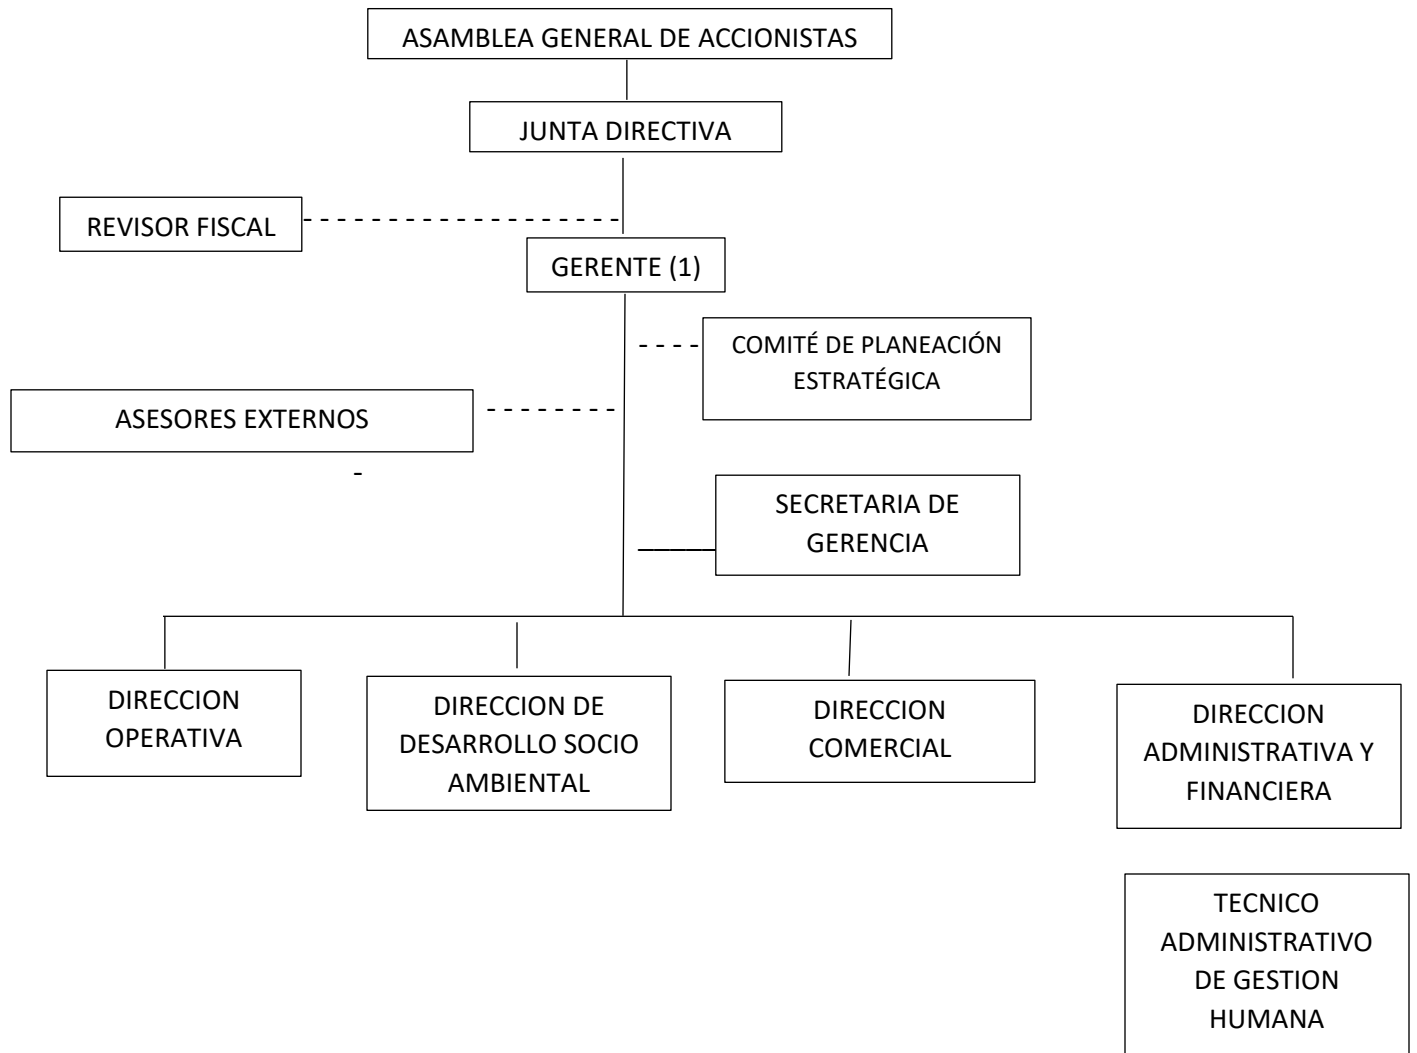 ASAMBLEA GENERAL DE ACCIONISTAS
JUNTA DIRECTIVA
REVISOR FISCAL
GERENTE (1)
COMITÉ DE PLANEACIÓN
ESTRATÉGICA
ASESORES EXTERNOS
SECRETARIA DE
GERENCIA
DIRECCION
OPERATIVA
DIRECCION DE
DESARROLLO SOCIO
AMBIENTAL
DIRECCION
COMERCIAL
DIRECCION
ADMINISTRATIVA Y
FINANCIERA
TECNICO
ADMINISTRATIVO
DE GESTION
HUMANA